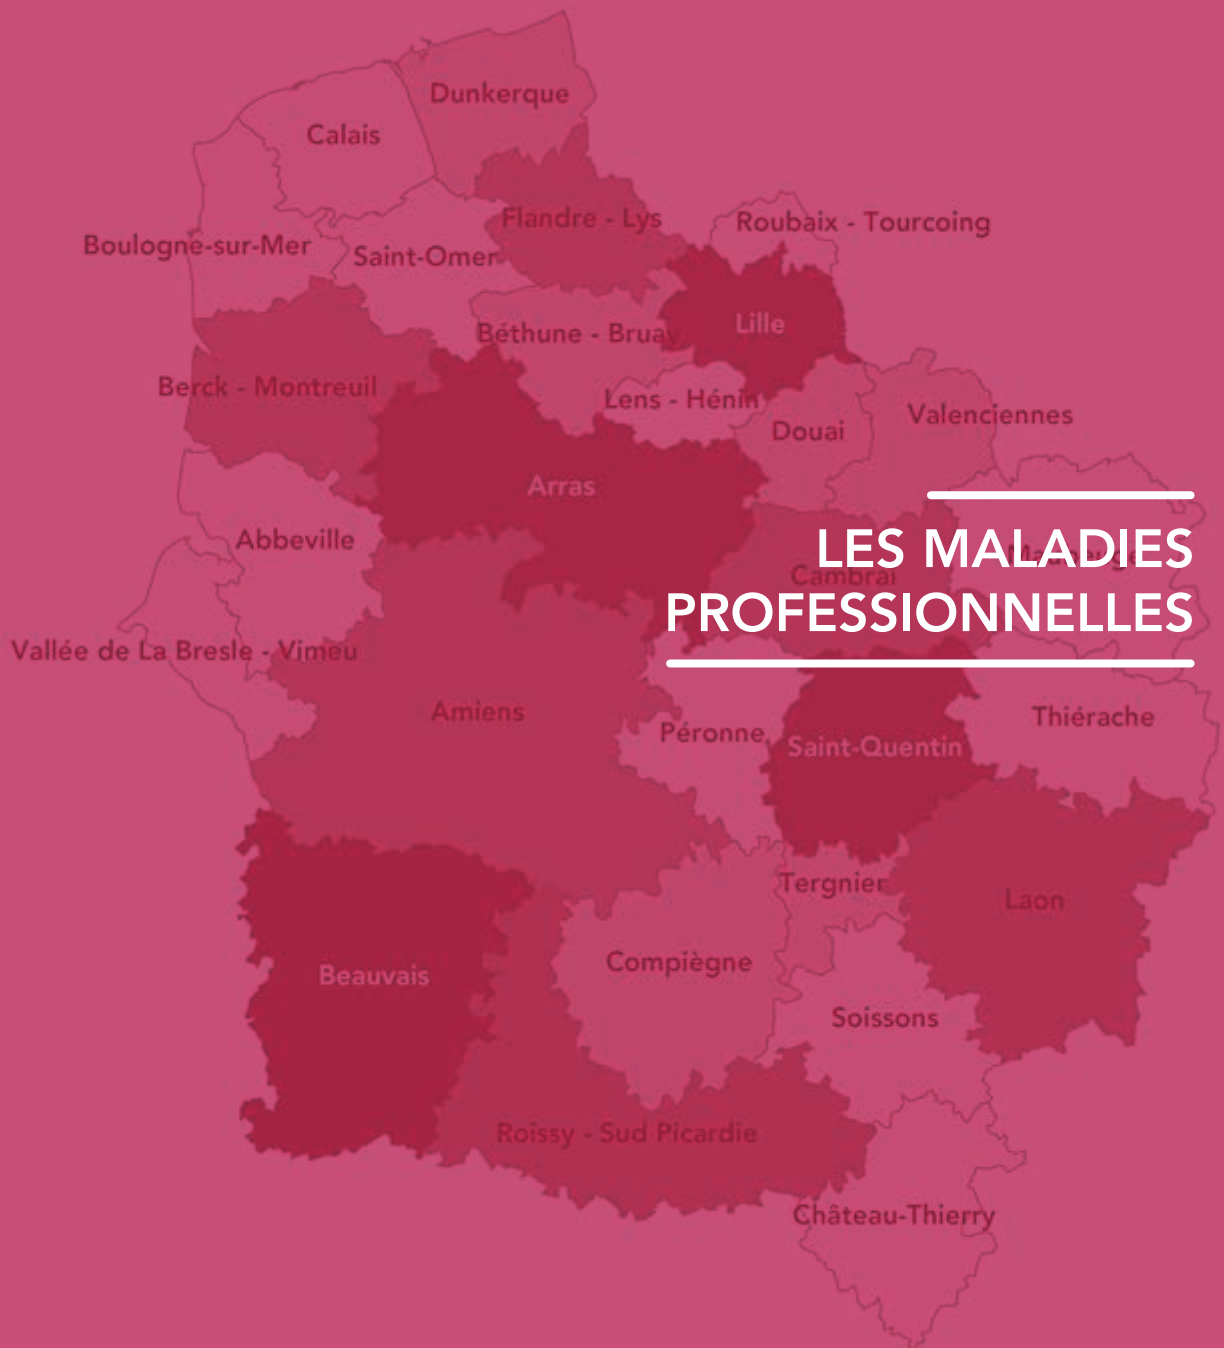 Dunkerque
Calais
Flandre - Lys
Roubaix - Tourcoing
Boulogne-sur-Mer
Saint-Omer
Lille
Béthune - Bruay
Berck - Montreuil
Lens - Hénin
Valenciennes
Douai
Arras
Abbeville
LES MALADIES
Maubeuge
Cambrai
PROFESSIONNELLES
Vallée de La Bresle - Vimeu
Amiens
Thiérache
Péronne
Saint-Quentin
Tergnier
Laon
Compiègne
Beauvais
Soissons
Roissy - Sud Picardie
Château-Thierry